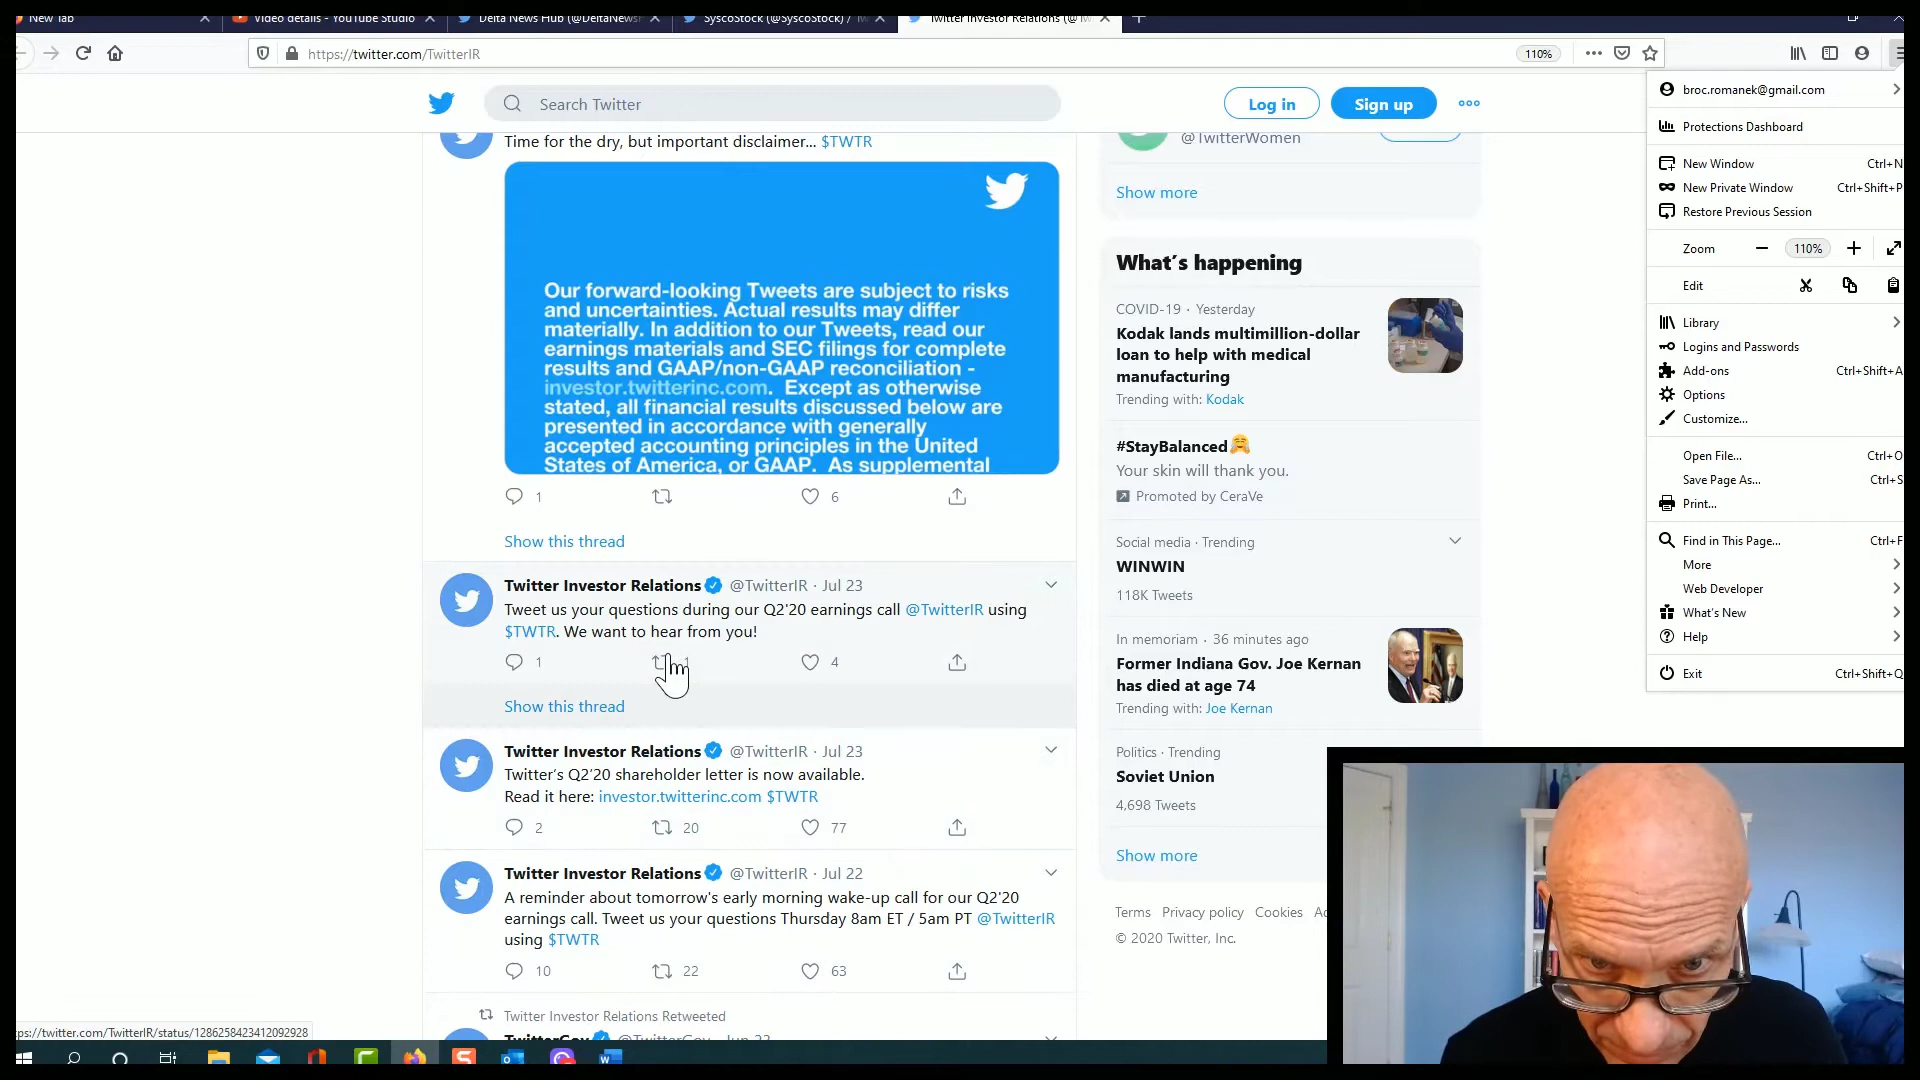 New Tab
Video details - YouTube Studio
Delta News Hub (@DeltaNewsH
SyscoStock (@SyscoStock) / Tw
Twitter Investor Relations (@Tw
https://twitter.com/TwitterIR
110%
Search Twitter
Log in
Sign up
Time for the dry, but important disclaimer... $TWTR
Our forward-looking Tweets are subject to risks
and uncertainties. Actual results may differ
materially. In addition to our Tweets, read our
earnings materials and SEC filings for complete
results and GAAP/non-GAAP reconciliation -
investor.twitterinc.com. Except as otherwise
stated, all financial results discussed below are
presented in accordance with generally
accepted accounting principles in the United
States of America, or GAAP. As supplemental
1
6
Show this thread
Twitter Investor Relations @TwitterIR · Jul 23
Tweet us your questions during our Q2'20 earnings call @TwitterIR using
$TWTR. We want to hear from you!
1
1
4
Show this thread
Twitter Investor Relations @TwitterIR · Jul 23
Twitter's Q2'20 shareholder letter is now available.
Read it here: investor.twitterinc.com $TWTR
2
20
77
Twitter Investor Relations @TwitterIR · Jul 22
A reminder about tomorrow's early morning wake-up call for our Q2'20
earnings call. Tweet us your questions Thursday 8am ET / 5am PT @TwitterIR
using $TWTR
10
22
63
Twitter Investor Relations Retweeted
TwitterGov @TwitterGov · Jun 23
ps://twitter.com/TwitterIR/status/1286258423412092928
@TwitterWomen
Show more
What's happening
COVID-19 · Yesterday
Kodak lands multimillion-dollar
loan to help with medical
manufacturing
Trending with: Kodak
#StayBalanced
Your skin will thank you.
Promoted by CeraVe
Social media · Trending
WINWIN
118K Tweets
In memoriam · 36 minutes ago
Former Indiana Gov. Joe Kernan
has died at age 74
Trending with: Joe Kernan
Politics · Trending
Soviet Union
4,698 Tweets
Show more
Terms Privacy policy Cookies
© 2020 Twitter, Inc.
broc.romanek@gmail.com
Protections Dashboard
New Window Ctrl+N
New Private Window Ctrl+Shift+P
Restore Previous Session
Zoom 110%
Edit
Library
Logins and Passwords
Add-ons Ctrl+Shift+A
Options
Customize...
Open File... Ctrl+O
Save Page As... Ctrl+S
Print...
Find in This Page... Ctrl+F
More
Web Developer
What's New
Help
Exit Ctrl+Shift+Q